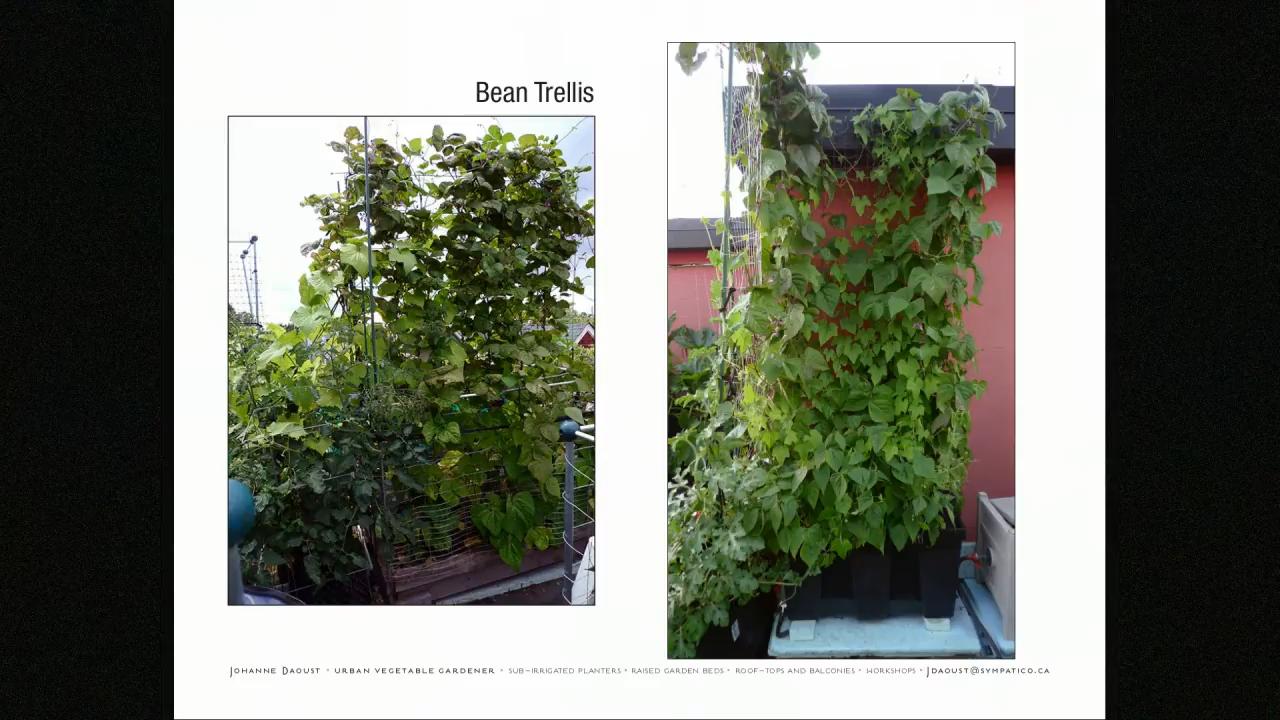 Bean Trellis
Johanne Daoust • urban vegetable gardener • sub-irrigated planters • raised garden beds • roof-tops and balconies • workshops • jdaoust@sympatico.ca